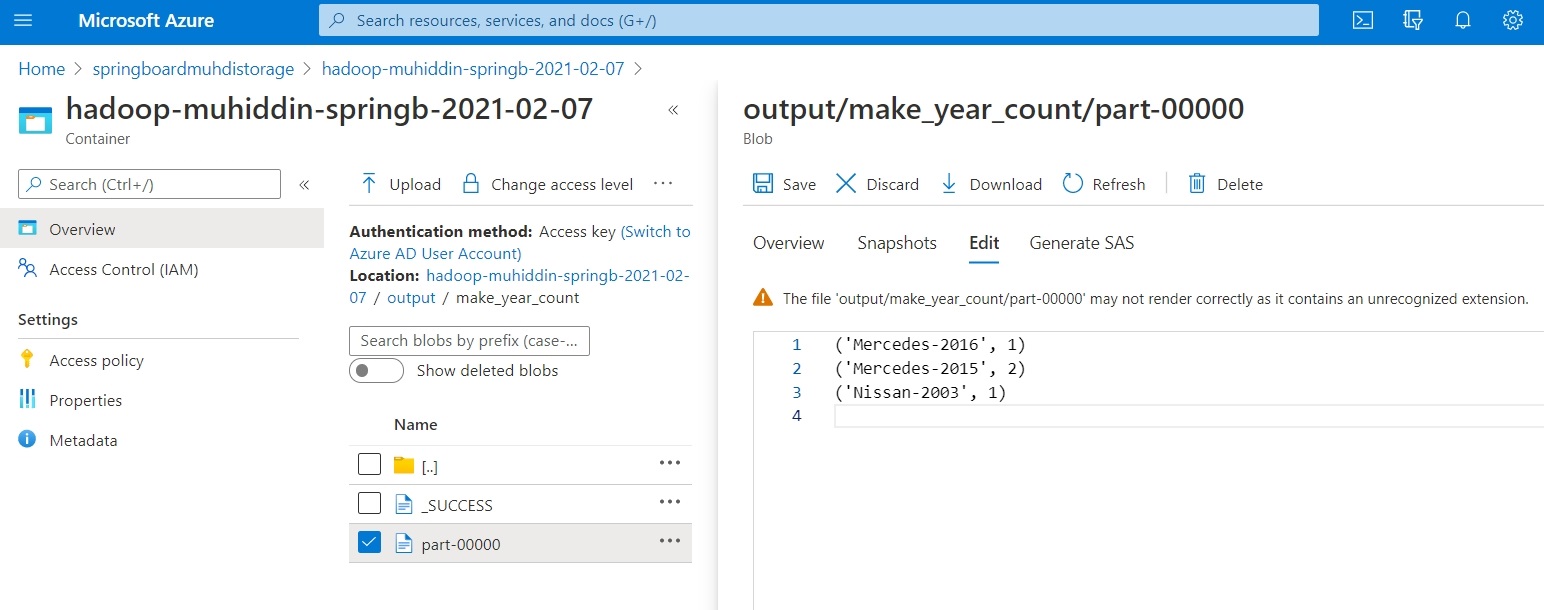 Microsoft Azure
Search resources, services, and docs (G+/)
Home > springboardmuhdistorage > hadoop-muhiddin-springb-2021-02-07 >
hadoop-muhiddin-springb-2021-02-07
Container
«
Search (Ctrl+/)
«
Overview
Access Control (IAM)
Settings
Access policy
Properties
Metadata
Upload
Change access level
...
Authentication method: Access key (Switch to
Azure AD User Account)
Location: hadoop-muhiddin-springb-2021-02-
07 / output / make_year_count
Search blobs by prefix (case-...
Show deleted blobs
Name
[..]
...
_SUCCESS
...
part-00000
...
output/make_year_count/part-00000
Blob
Save
Discard
Download
Refresh
Delete
Overview
Snapshots
Edit
Generate SAS
The file 'output/make_year_count/part-00000' may not render correctly as it contains an unrecognized extension.
1 ('Mercedes-2016', 1)
2 ('Mercedes-2015', 2)
3 ('Nissan-2003', 1)
4